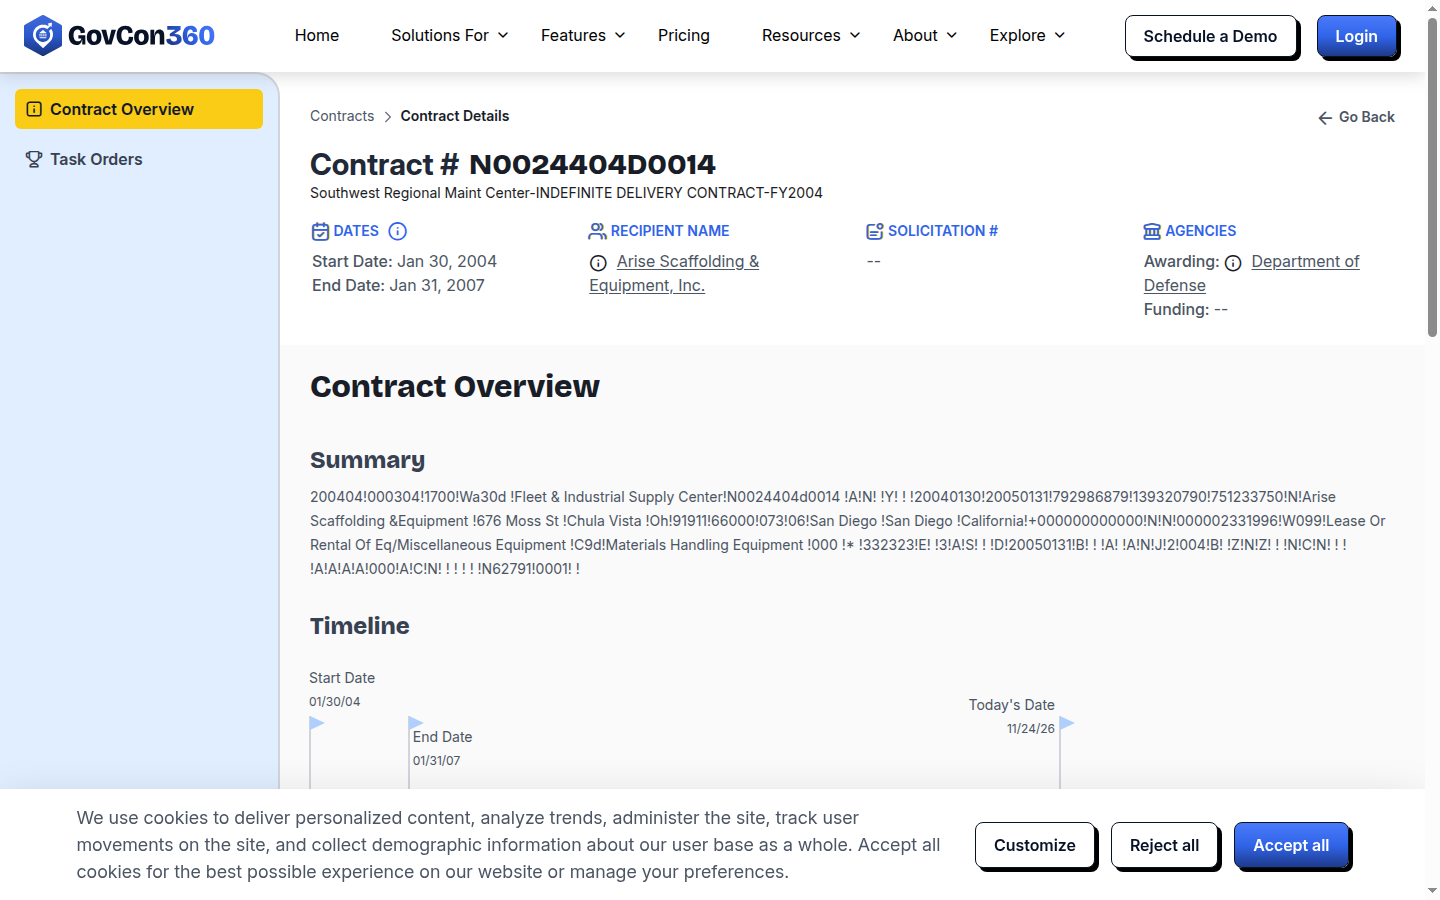 GovCon360
Home
Solutions For
Features
Pricing
Resources
About
Explore
Schedule a Demo
Login
Contract Overview
Task Orders
Contracts
Contract Details
Go Back
Contract # N0024404D0014
Southwest Regional Maint Center-INDEFINITE DELIVERY CONTRACT-FY2004
DATES
Start Date: Jan 30, 2004
End Date: Jan 31, 2007
RECIPIENT NAME
Arise Scaffolding &
Equipment, Inc.
SOLICITATION #
--
AGENCIES
Awarding: Department of
Defense
Funding: --
Contract Overview
Summary
200404!000304!1700!Wa30d !Fleet & Industrial Supply Center!N0024404d0014 !A!N! !Y! ! !20040130!20050131!792986879!139320790!751233750!N!Arise
Scaffolding &Equipment !676 Moss St !Chula Vista !Oh!91911!66000!073!06!San Diego !San Diego !California!+000000000000!N!N!000002331996!W099!Lease Or
Rental Of Eq/Miscellaneous Equipment !C9d!Materials Handling Equipment !000 !* !332323!E! !3!A!S! ! !D!20050131!B! ! !A! !A!N!J!2!004!B! !Z!N!Z! ! !N!C!N! ! !
!A!A!A!A!000!A!C!N! ! ! ! ! !N62791!0001! !
Timeline
Start Date
01/30/04
End Date
01/31/07
Today's Date
11/24/26
We use cookies to deliver personalized content, analyze trends, administer the site, track user
movements on the site, and collect demographic information about our user base as a whole. Accept all
cookies for the best possible experience on our website or manage your preferences.
Customize
Reject all
Accept all